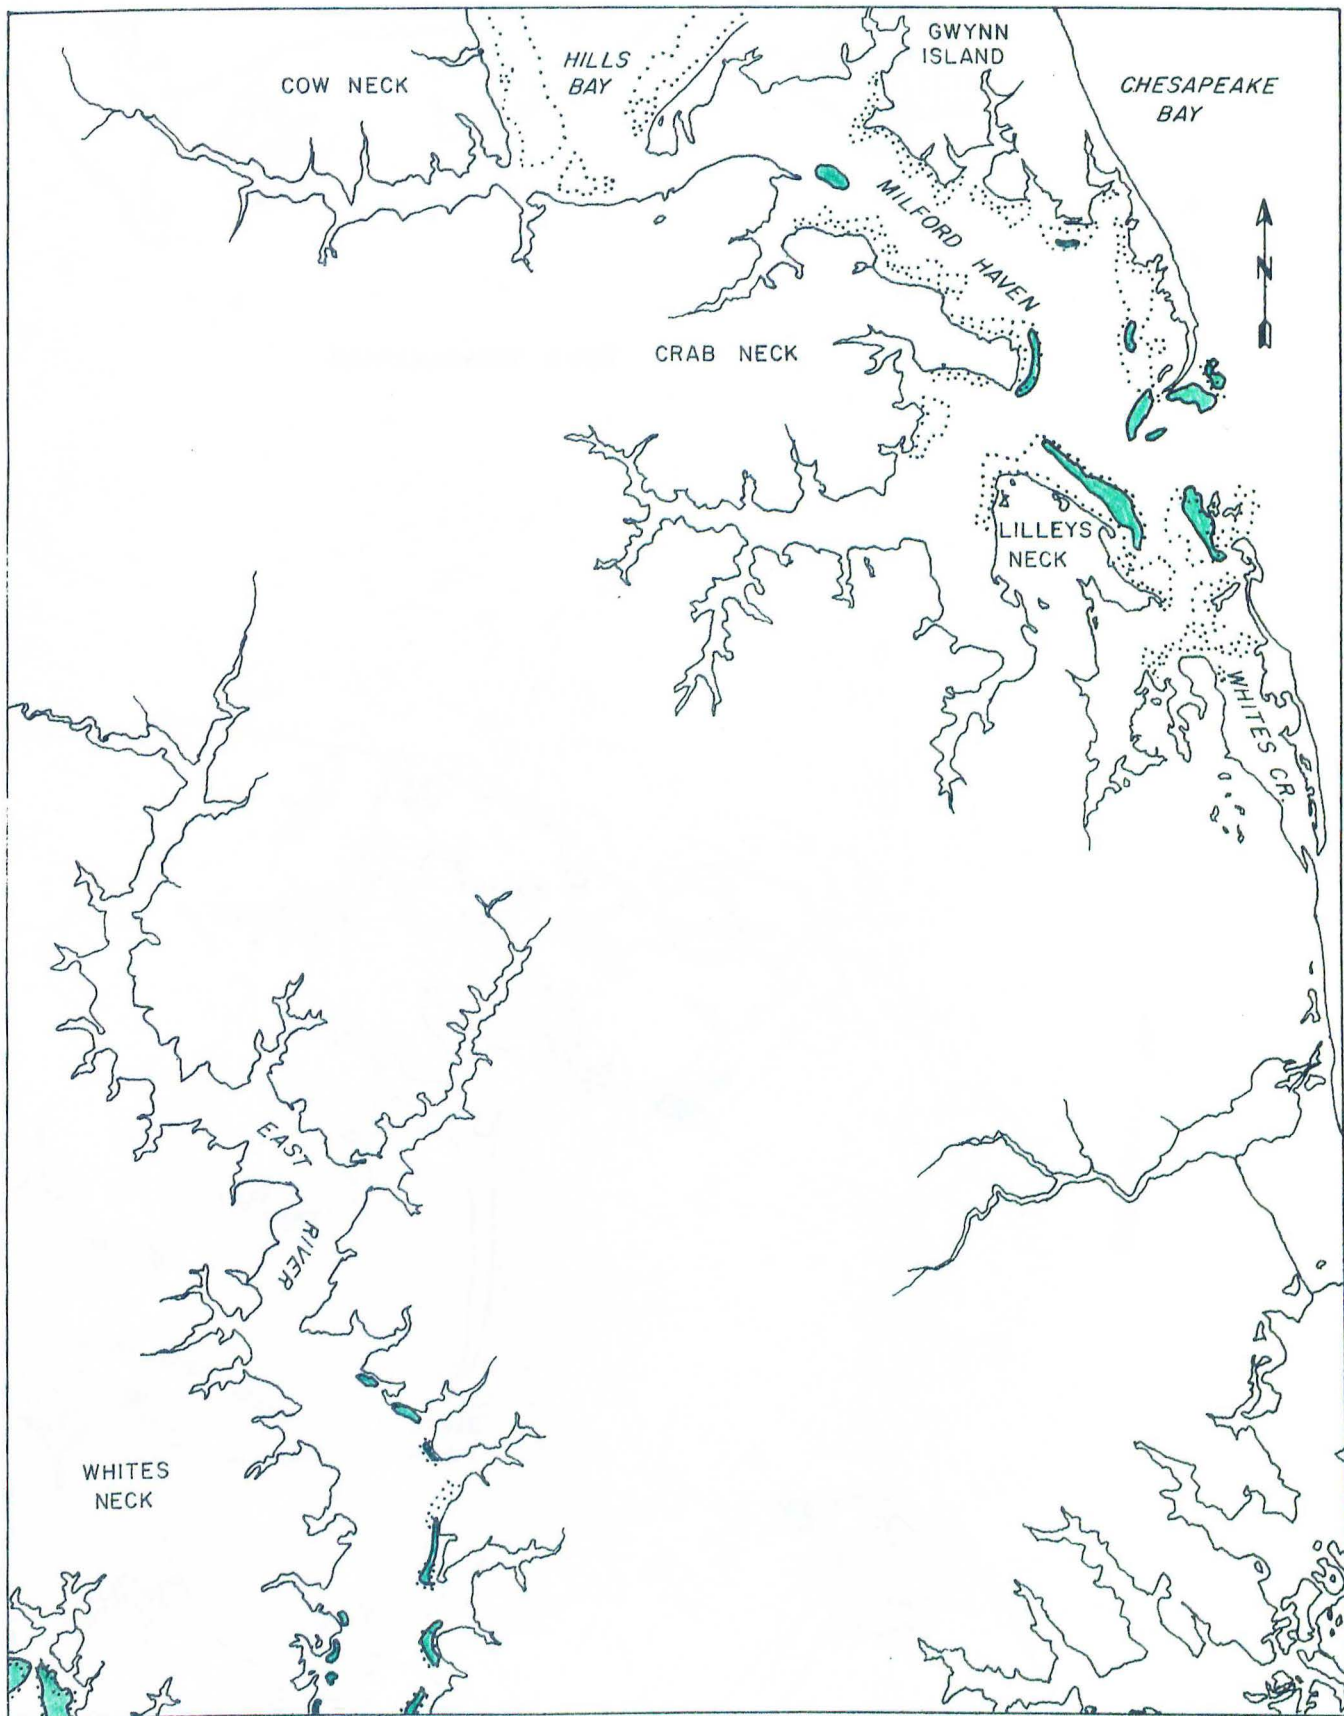 GWYNN
ISLAND
HILLS
BAY
COW NECK
CHESAPEAKE
BAY
MILFORD HAVEN
N
CRAB NECK
LILLEYS
NECK
WHITES CR.
EAST
RIVER
WHITES
NECK